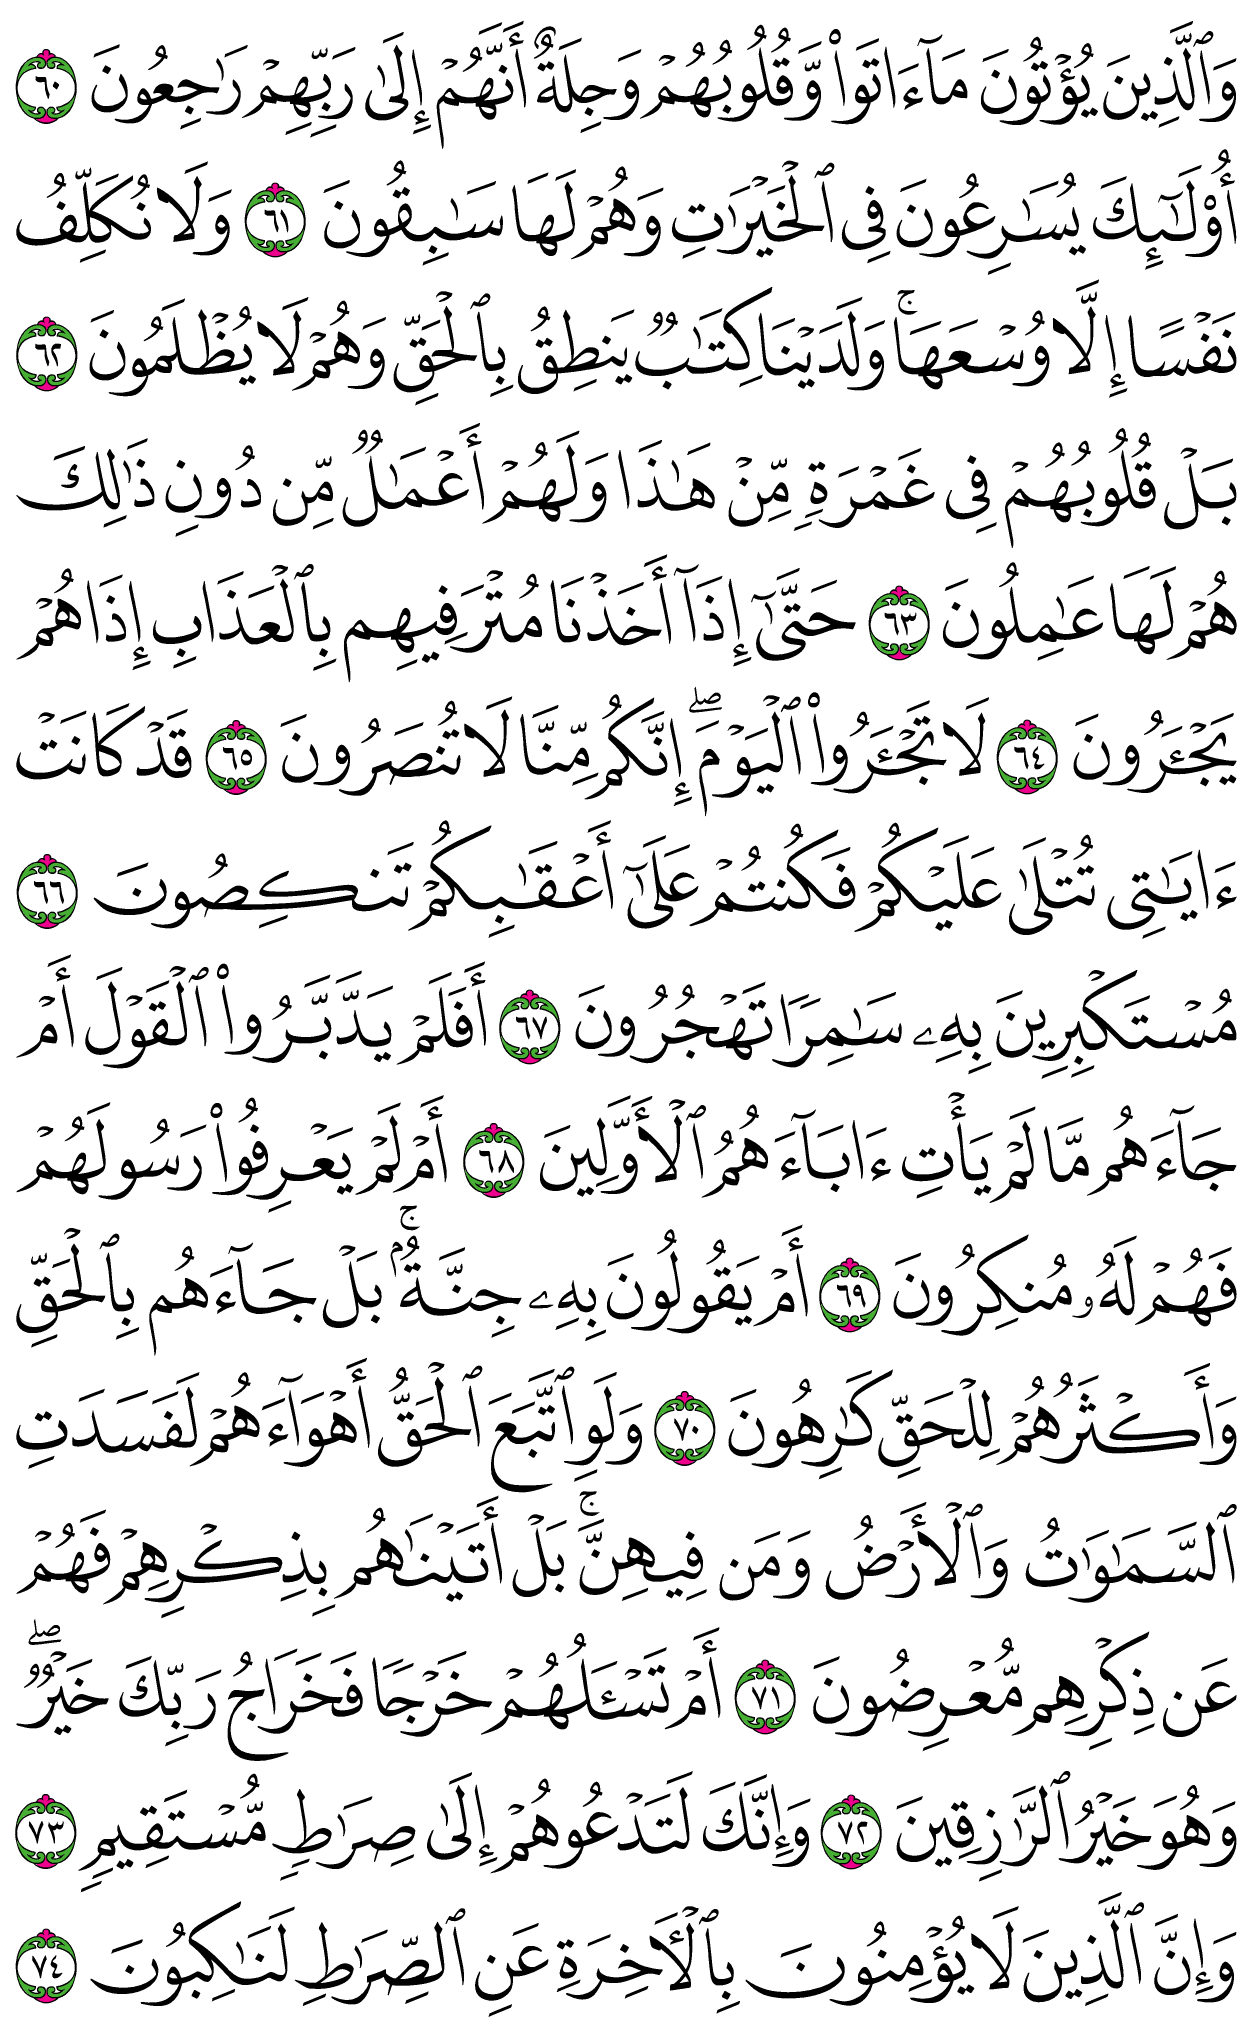 وَٱلَّذِينَ يُؤْتُونَ مَآ ءَاتَوا۟ وَّقُلُوبُهُمْ وَجِلَةٌ أَنَّهُمْ إِلَىٰ رَبِّهِمْ رَٰجِعُونَ ٦٠
أُو۟لَـٰٓئِكَ يُسَـٰرِعُونَ فِى ٱلْخَيْرَٰتِ وَهُمْ لَهَا سَـٰبِقُونَ ٦١ وَلَا نُكَلِّفُ
نَفْسًا إِلَّا وُسْعَهَا ۚ وَلَدَيْنَا كِتَـٰبٌ يَنطِقُ بِٱلْحَقِّ وَهُمْ لَا يُظْلَمُونَ ٦٢
بَلْ قُلُوبُهُمْ فِى غَمْرَةٍ مِّنْ هَـٰذَا وَلَهُمْ أَعْمَـٰلٌ مِّن دُونِ ذَٰلِكَ
هُمْ لَهَا عَـٰمِلُونَ ٦٣ حَتَّىٰٓ إِذَآ أَخَذْنَا مُتْرَفِيهِم بِٱلْعَذَابِ إِذَا هُمْ
يَجْـَٔرُونَ ٦٤ لَا تَجْـَٔرُوا۟ ٱلْيَوْمَ ۖ إِنَّكُم مِّنَّا لَا تُنصَرُونَ ٦٥ قَدْ كَانَتْ
ءَايَـٰتِى تُتْلَىٰ عَلَيْكُمْ فَكُنتُمْ عَلَىٰٓ أَعْقَـٰبِكُمْ تَنكِصُونَ ٦٦
مُسْتَكْبِرِينَ بِهِۦ سَـٰمِرًا تَهْجُرُونَ ٦٧ أَفَلَمْ يَدَّبَّرُوا۟ ٱلْقَوْلَ أَمْ
جَآءَهُم مَّا لَمْ يَأْتِ ءَابَآءَهُمُ ٱلْأَوَّلِينَ ٦٨ أَمْ لَمْ يَعْرِفُوا۟ رَسُولَهُمْ
فَهُمْ لَهُۥ مُنكِرُونَ ٦٩ أَمْ يَقُولُونَ بِهِۦ جِنَّةٌۢ ۚ بَلْ جَآءَهُم بِٱلْحَقِّ
وَأَكْثَرُهُمْ لِلْحَقِّ كَـٰرِهُونَ ٧٠ وَلَوِ ٱتَّبَعَ ٱلْحَقُّ أَهْوَآءَهُمْ لَفَسَدَتِ
ٱلسَّمَـٰوَٰتُ وَٱلْأَرْضُ وَمَن فِيهِنَّ ۚ بَلْ أَتَيْنَـٰهُم بِذِكْرِهِمْ فَهُمْ
عَن ذِكْرِهِم مُّعْرِضُونَ ٧١ أَمْ تَسْـَٔلُهُمْ خَرْجًا فَخَرَاجُ رَبِّكَ خَيْرٌ ۖ
وَهُوَ خَيْرُ ٱلرَّٰزِقِينَ ٧٢ وَإِنَّكَ لَتَدْعُوهُمْ إِلَىٰ صِرَٰطٍ مُّسْتَقِيمٍ ٧٣
وَإِنَّ ٱلَّذِينَ لَا يُؤْمِنُونَ بِٱلْـَٔاخِرَةِ عَنِ ٱلصِّرَٰطِ لَنَـٰكِبُونَ ٧٤